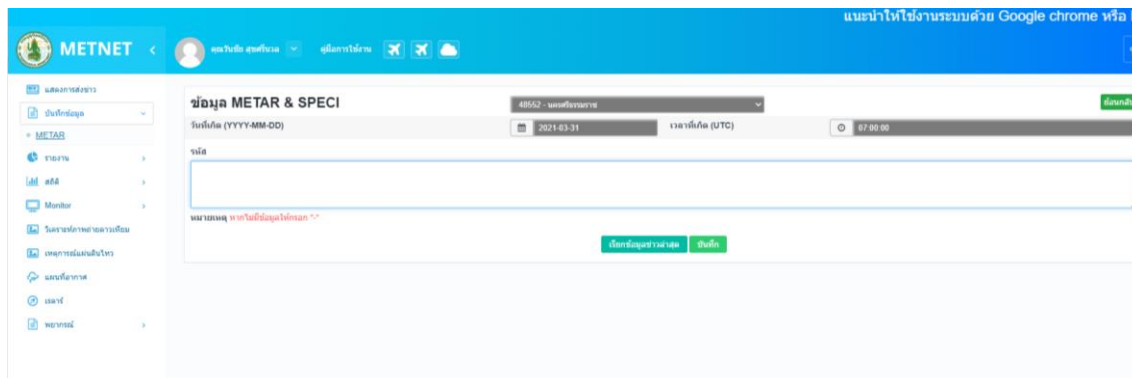 แนะนำให้ใช้งานระบบด้วย Google chrome หรือ
METNET
คู่มือการใช้งาน
แสดงการส่งข่าว
บันทึกข้อมูล
METAR
รายงาน
สถิติ
Monitor
วิเคราะห์ภาพถ่ายดาวเทียม
เหตุการณ์แผ่นดินไหว
แผนที่อากาศ
เรดาร์
พยากรณ์
ข้อมูล METAR & SPECI
48552 - นครศรีธรรมราช
ย้อนกลับ
วันที่เกิด (YYYY-MM-DD)
2021-03-31
เวลาที่เกิด (UTC)
07:00:00
รหัส
หมายเหตุ หากไม่มีข้อมูลให้กรอก "-"
เรียกข้อมูลข่าวล่าสุด
บันทึก